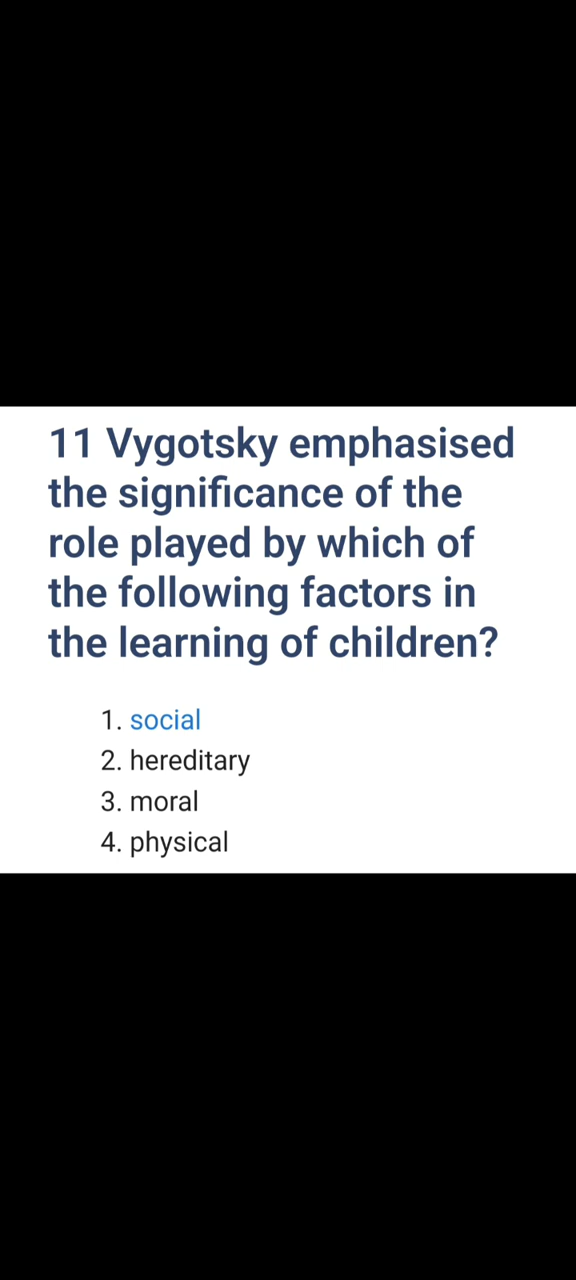 11 Vygotsky emphasised
the significance of the
role played by which of
the following factors in
the learning of children?
1. social
2. hereditary
3. moral
4. physical